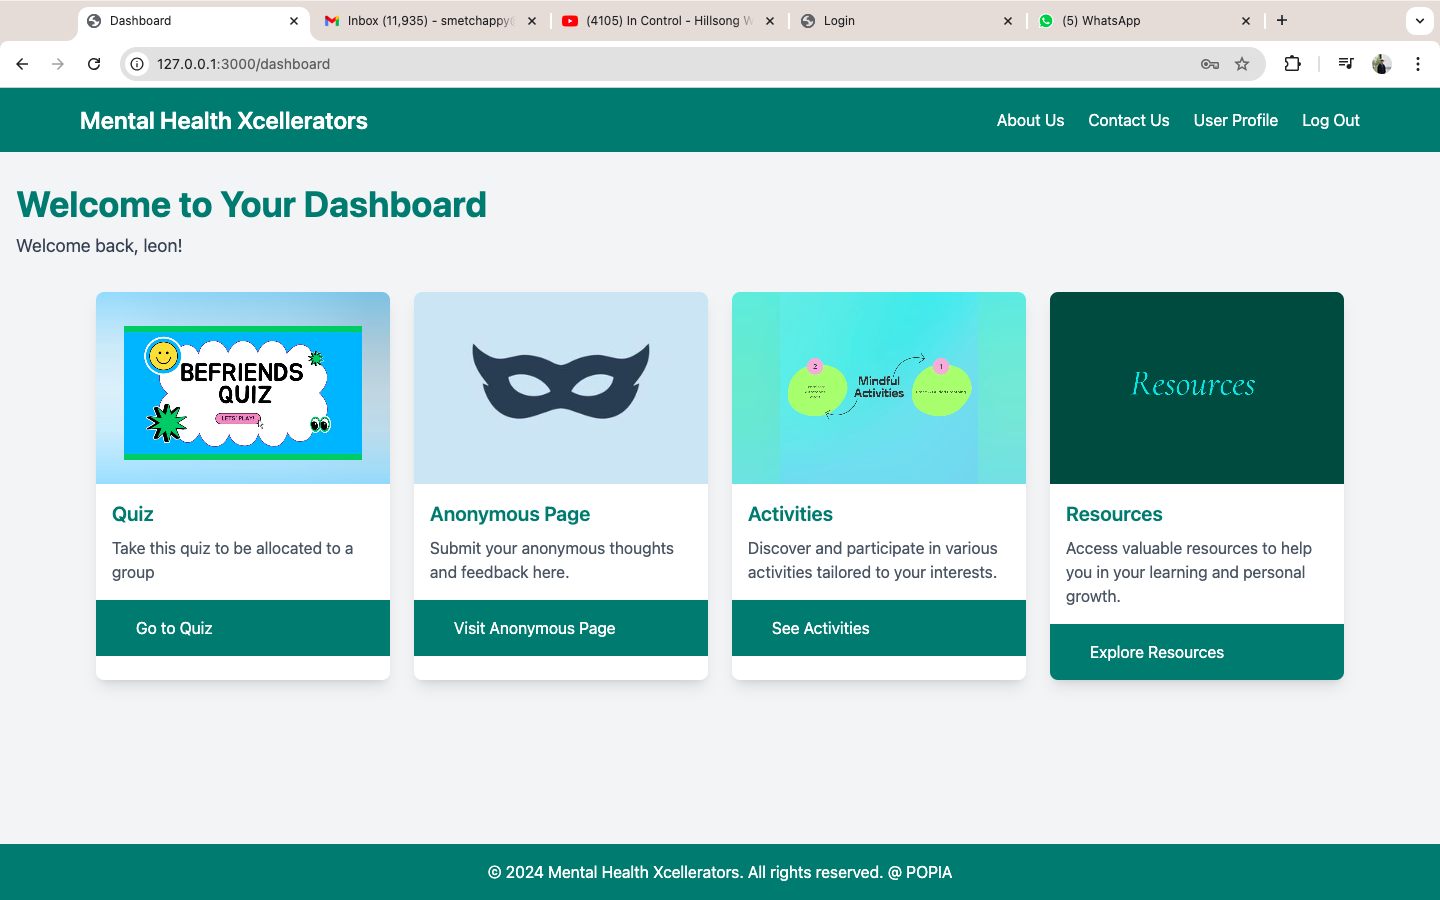 Dashboard
Inbox (11,935) - smetchappy
(4105) In Control - Hillsong W
Login
(5) WhatsApp
127.0.0.1:3000/dashboard
Mental Health Xcellerators
About Us
Contact Us
User Profile
Log Out
Welcome to Your Dashboard
Welcome back, leon!
BEFRIENDS
QUIZ
LETS' PLAY!
2
Mindful
Activities
1
Resources
Quiz
Take this quiz to be allocated to a
group
Go to Quiz
Anonymous Page
Submit your anonymous thoughts
and feedback here.
Visit Anonymous Page
Activities
Discover and participate in various
activities tailored to your interests.
See Activities
Resources
Access valuable resources to help
you in your learning and personal
growth.
Explore Resources
© 2024 Mental Health Xcellerators. All rights reserved. @ POPIA